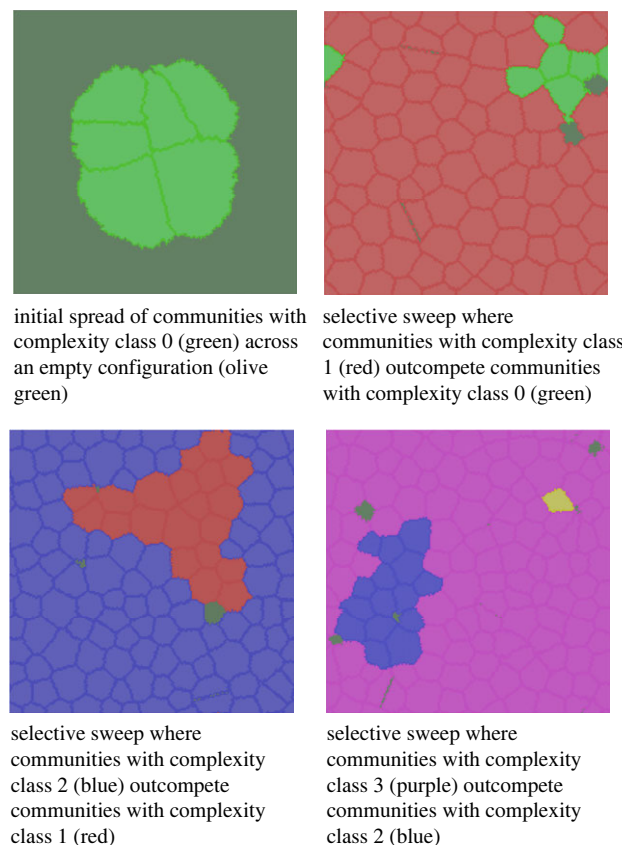 initial spread of communities with
complexity class 0 (green) across
an empty configuration (olive
green)
selective sweep where
communities with complexity class
1 (red) outcompete communities
with complexity class 0 (green)
selective sweep where
communities with complexity
class 2 (blue) outcompete
communities with complexity
class 1 (red)
selective sweep where
communities with complexity
class 3 (purple) outcompete
communities with complexity
class 2 (blue)